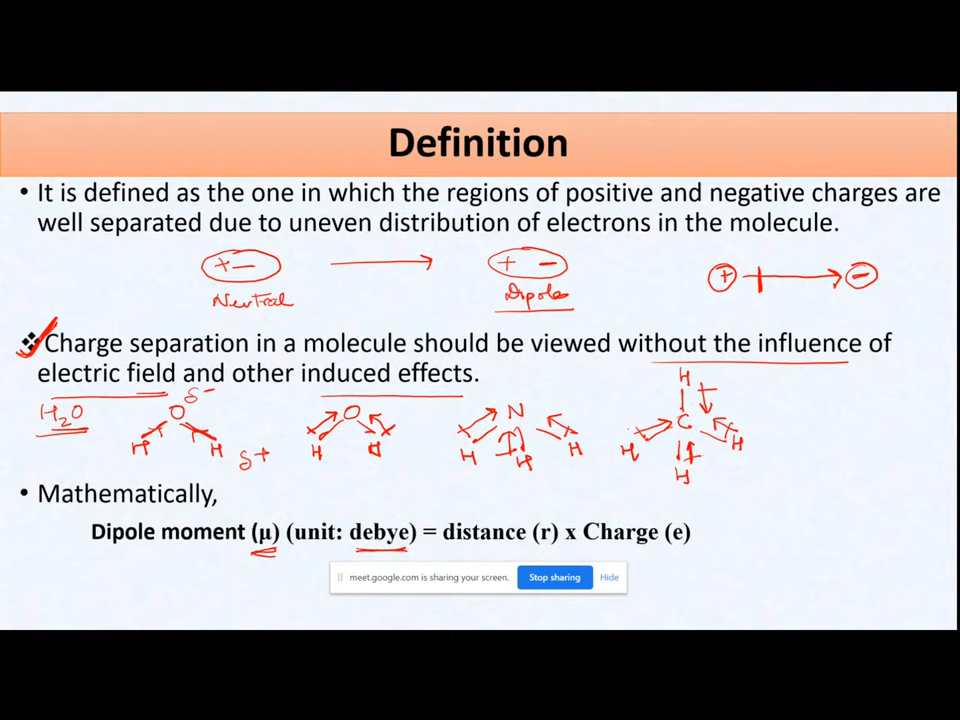 Definition
• It is defined as the one in which the regions of positive and negative charges are
well separated due to uneven distribution of electrons in the molecule.
+ − + − + −
Neutral Dipole
❖ Charge separation in a molecule should be viewed without the influence of
electric field and other induced effects.
H
H₂O O δ− O N C
H H δ+ H H H H H H H
H
• Mathematically,
Dipole moment (μ) (unit: debye) = distance (r) x Charge (e)
meet.google.com is sharing your screen. Stop sharing Hide